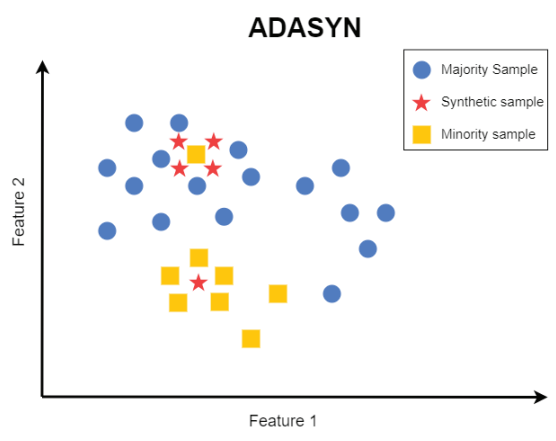 ADASYN
Majority Sample
Synthetic sample
Minority sample
Feature 2
Feature 1